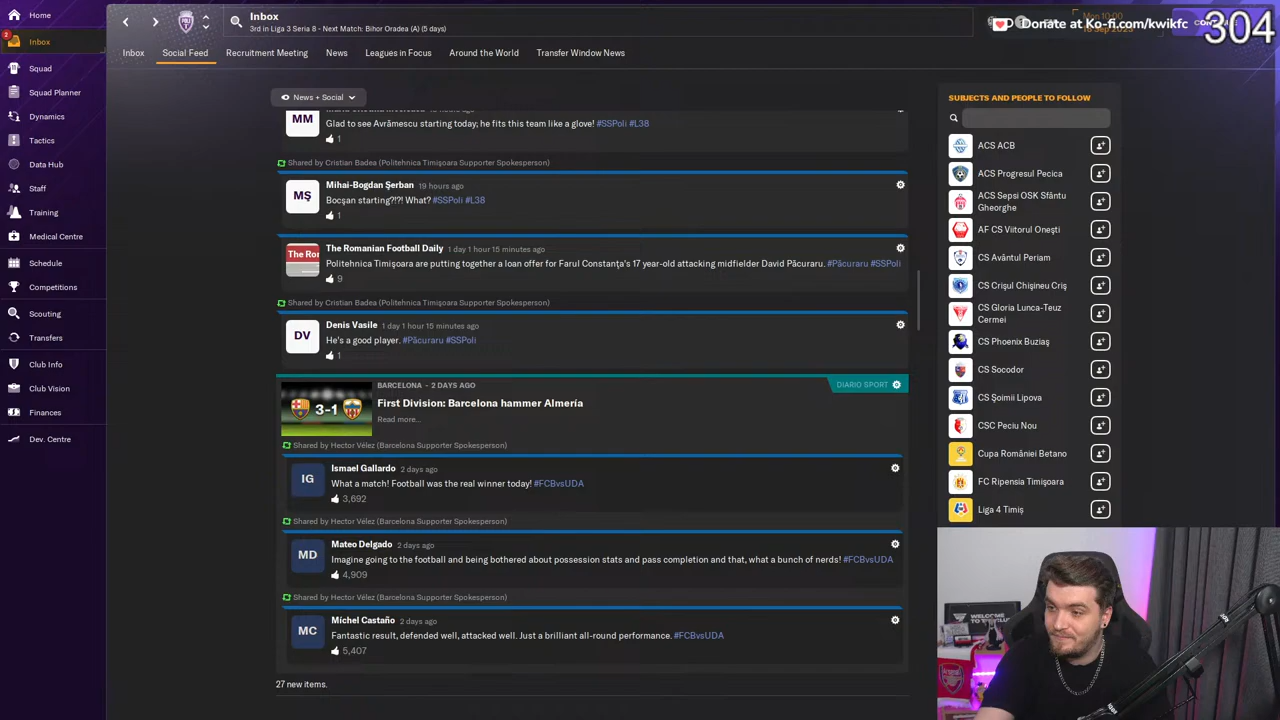 Home
2
Inbox
Squad
Squad Planner
Dynamics
Tactics
Data Hub
Staff
Training
Medical Centre
Schedule
Competitions
Scouting
Transfers
Club Info
Club Vision
Finances
Dev. Centre
POLI
Inbox
3rd in Liga 3 Seria 8 - Next Match: Bihor Oradea (A) (5 days)
Donate at Ko-fi.com/kwikfc
304
Inbox
Social Feed
Recruitment Meeting
News
Leagues in Focus
Around the World
Transfer Window News
News + Social
MM
Glad to see Avrămescu starting today; he fits this team like a glove! #SSPoli #L38
1
Shared by Cristian Badea (Politehnica Timişoara Supporter Spokesperson)
MŞ
Mihai-Bogdan Şerban 19 hours ago
Bocşan starting?!?! What? #SSPoli #L38
1
The Ror
The Romanian Football Daily 1 day 1 hour 15 minutes ago
Politehnica Timişoara are putting together a loan offer for Farul Constanţa's 17 year-old attacking midfielder David Păcuraru. #Păcuraru #SSPoli
9
Shared by Cristian Badea (Politehnica Timişoara Supporter Spokesperson)
DV
Denis Vasile 1 day 1 hour 15 minutes ago
He's a good player. #Păcuraru #SSPoli
1
BARCELONA - 2 DAYS AGO
DIARIO SPORT
3-1
First Division: Barcelona hammer Almería
Read more...
Shared by Hector Vélez (Barcelona Supporter Spokesperson)
IG
Ismael Gallardo 2 days ago
What a match! Football was the real winner today! #FCBvsUDA
3,692
Shared by Hector Vélez (Barcelona Supporter Spokesperson)
MD
Mateo Delgado 2 days ago
Imagine going to the football and being bothered about possession stats and pass completion and that, what a bunch of nerds! #FCBvsUDA
4,909
Shared by Hector Vélez (Barcelona Supporter Spokesperson)
MC
Míchel Castaño 2 days ago
Fantastic result, defended well, attacked well. Just a brilliant all-round performance. #FCBvsUDA
5,407
27 new items.
SUBJECTS AND PEOPLE TO FOLLOW
ACS ACB
ACS Progresul Pecica
ACS Sepsi OSK Sfântu
Gheorghe
AF CS Viitorul Oneşti
CS Avântul Periam
CS Crişul Chişineu Criş
CS Gloria Lunca-Teuz
Cermei
CS Phoenix Buziaş
CS Socodor
CS Şoimii Lipova
CSC Peciu Nou
Cupa României Betano
FC Ripensia Timişoara
Liga 4 Timiş
WELCOME
Arsenal